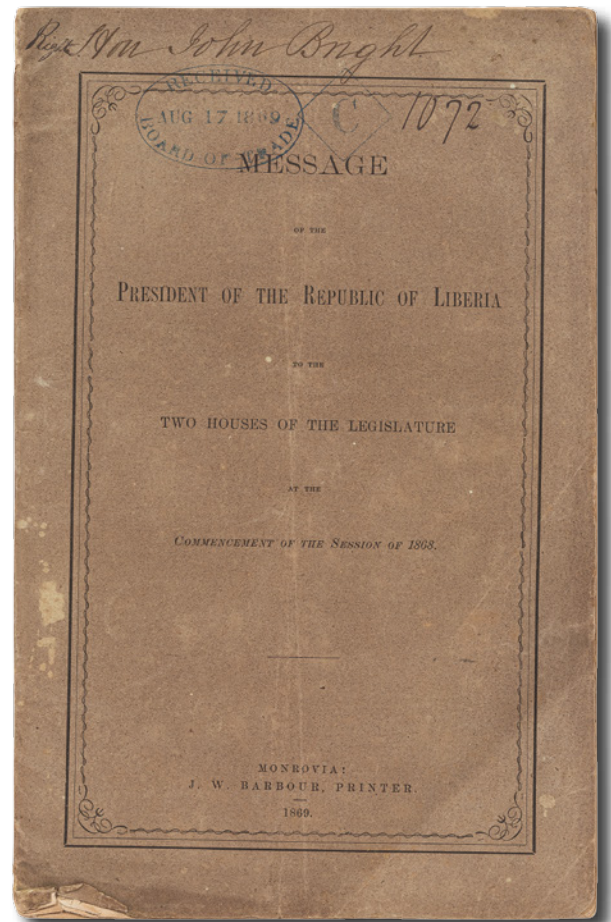 Right Hon John Bright
RECEIVED
AUG 17 1869
BOARD OF TRADE
C
1072
MESSAGE
OF THE
PRESIDENT OF THE REPUBLIC OF LIBERIA
TO THE
TWO HOUSES OF THE LEGISLATURE
AT THE
COMMENCEMENT OF THE SESSION OF 1868.
MONROVIA:
J. W. BARBOUR, PRINTER.
1869.